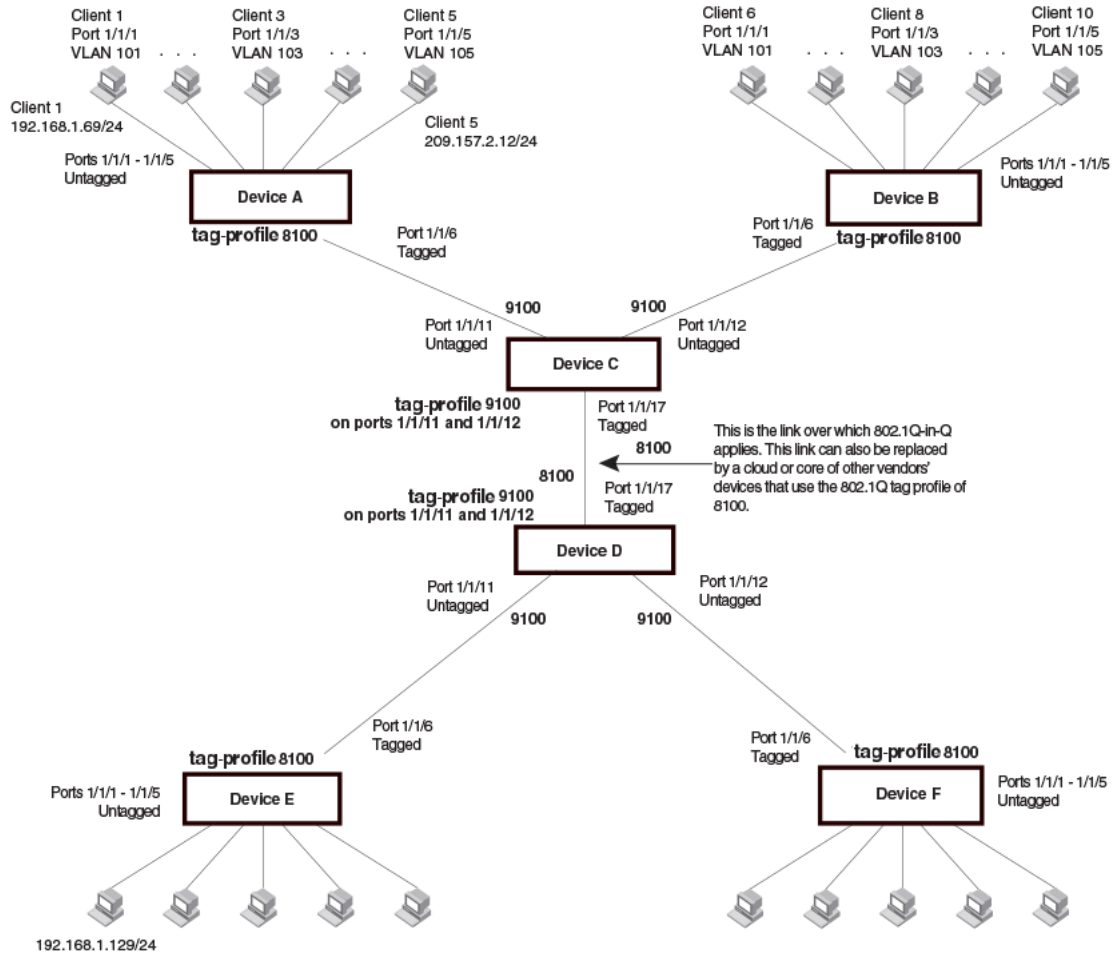 Client 1
Port 1/1/1
VLAN 101
. . .
Client 3
Port 1/1/3
VLAN 103
. . .
Client 5
Port 1/1/5
VLAN 105
Client 6
Port 1/1/1
VLAN 101
. . .
Client 8
Port 1/1/3
VLAN 103
. . .
Client 10
Port 1/1/5
VLAN 105
Client 1
192.168.1.69/24
Client 5
209.157.2.12/24
Ports 1/1/1 - 1/1/5
Untagged
Device A
tag-profile 8100
Port 1/1/6
Tagged
Ports 1/1/1 - 1/1/5
Untagged
Device B
Port 1/1/6
Tagged
tag-profile 8100
9100
9100
Port 1/1/11
Untagged
Port 1/1/12
Untagged
Device C
tag-profile 9100
on ports 1/1/11 and 1/1/12
Port 1/1/17
Tagged
8100
This is the link over which 802.1Q-in-Q
applies. This link can also be replaced
by a cloud or core of other vendors'
devices that use the 802.1Q tag profile of
8100.
8100
Port 1/1/17
Tagged
tag-profile 9100
on ports 1/1/11 and 1/1/12
Device D
Port 1/1/11
Untagged
Port 1/1/12
Untagged
9100
9100
Port 1/1/6
Tagged
tag-profile 8100
Ports 1/1/1 - 1/1/5
Untagged
Device E
192.168.1.129/24
Port 1/1/6
Tagged
tag-profile 8100
Device F
Ports 1/1/1 - 1/1/5
Untagged